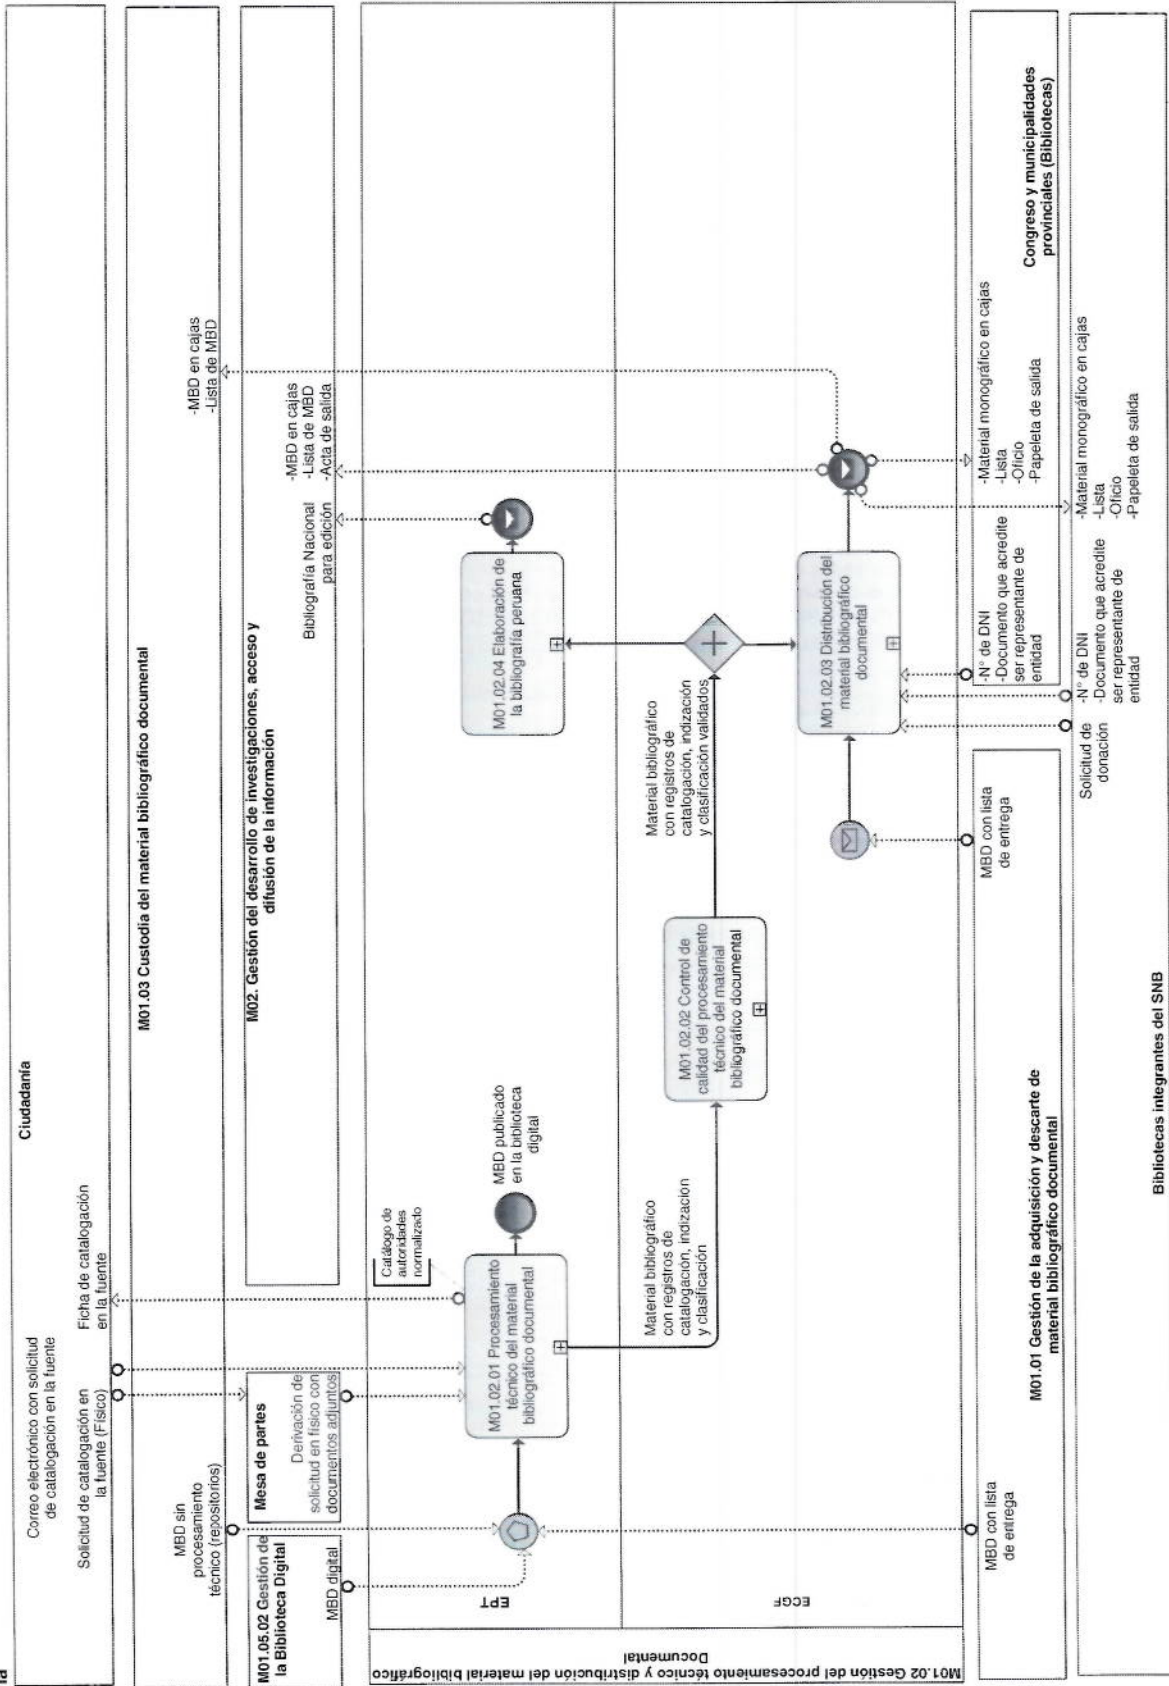 Ciudadanía
Correo electrónico con solicitud
de catalogación en la fuente
Solicitud de catalogación en
la fuente (Físico)
Ficha de catalogación
en la fuente
M01.03 Custodia del material bibliográfico documental
MBD sin
procesamiento
técnico (repositorios)
-MBD en cajas
-Lista de MBD
M01.05.02 Gestión de
la Biblioteca Digital
MBD digital
Mesa de partes
Derivación de
solicitud en físico con
documentos adjuntos
M02. Gestión del desarrollo de investigaciones, acceso y
difusión de la información
Bibliografía Nacional
para edición
-MBD en cajas
-Lista de MBD
-Acta de salida
M01.02 Gestión del procesamiento técnico y distribución del material bibliográfico
Documental
EPT
Catálogo de
autoridades
normalizado
M01.02.01 Procesamiento
técnico del material
bibliográfico documental
MBD publicado
en la biblioteca
digital
M01.02.04 Elaboración de
la bibliografía peruana
ECGF
Material bibliográfico
con registros de
catalogación, indización
y clasificación
M01.02.02 Control de
calidad del procesamiento
técnico del material
bibliográfico documental
Material bibliográfico
con registros de
catalogación, indización
y clasificación validados
M01.02.03 Distribución del
material bibliográfico
documental
MBD con lista
de entrega
MBD con lista
de entrega
M01.01 Gestión de la adquisición y descarte de
material bibliográfico documental
-N° de DNI
-Documento que acredite
ser representante de
entidad
-Material monográfico en cajas
-Lista
-Oficio
-Papeleta de salida
Congreso y municipalidades
provinciales (Bibliotecas)
Solicitud de
donación
-N° de DNI
-Documento que acredite
ser representante de
entidad
-Material monográfico en cajas
-Lista
-Oficio
-Papeleta de salida
Bibliotecas integrantes del SNB